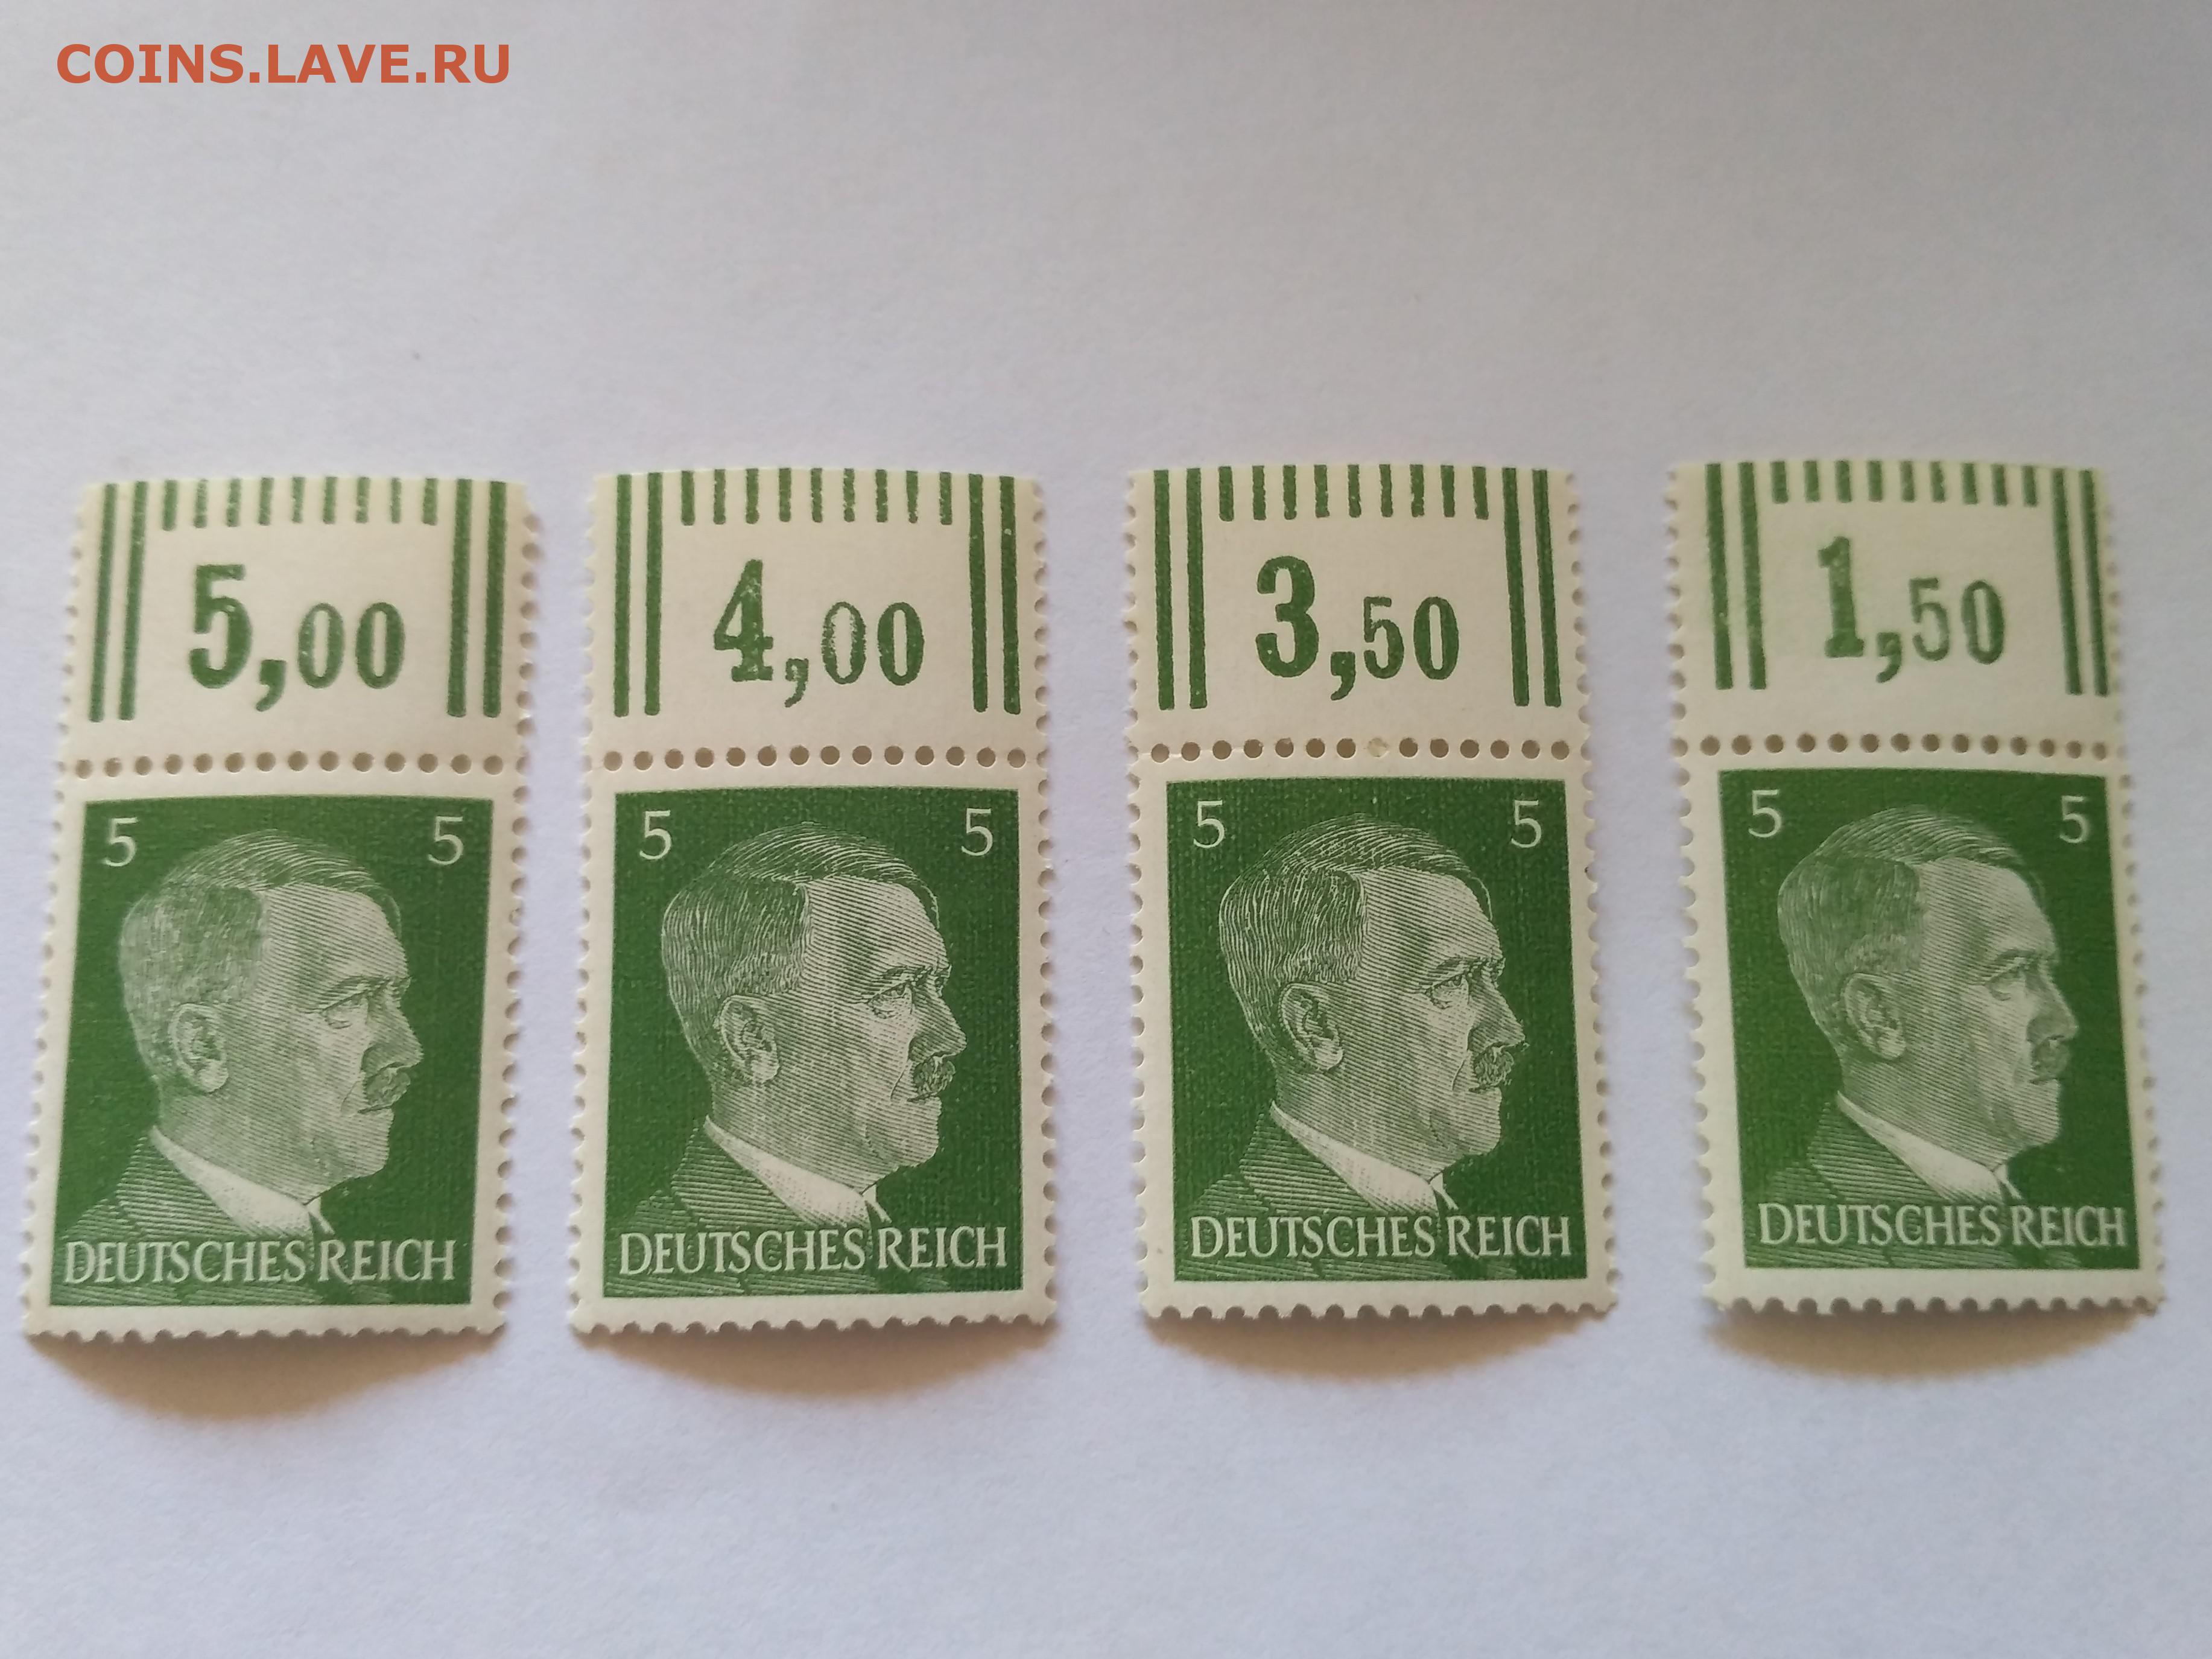 COINS.LAVE.RU
5,00
4,00
3,50
1,50
5 5
5 5
5 5
5 5
DEUTSCHES REICH
DEUTSCHES REICH
DEUTSCHES REICH
DEUTSCHES REICH